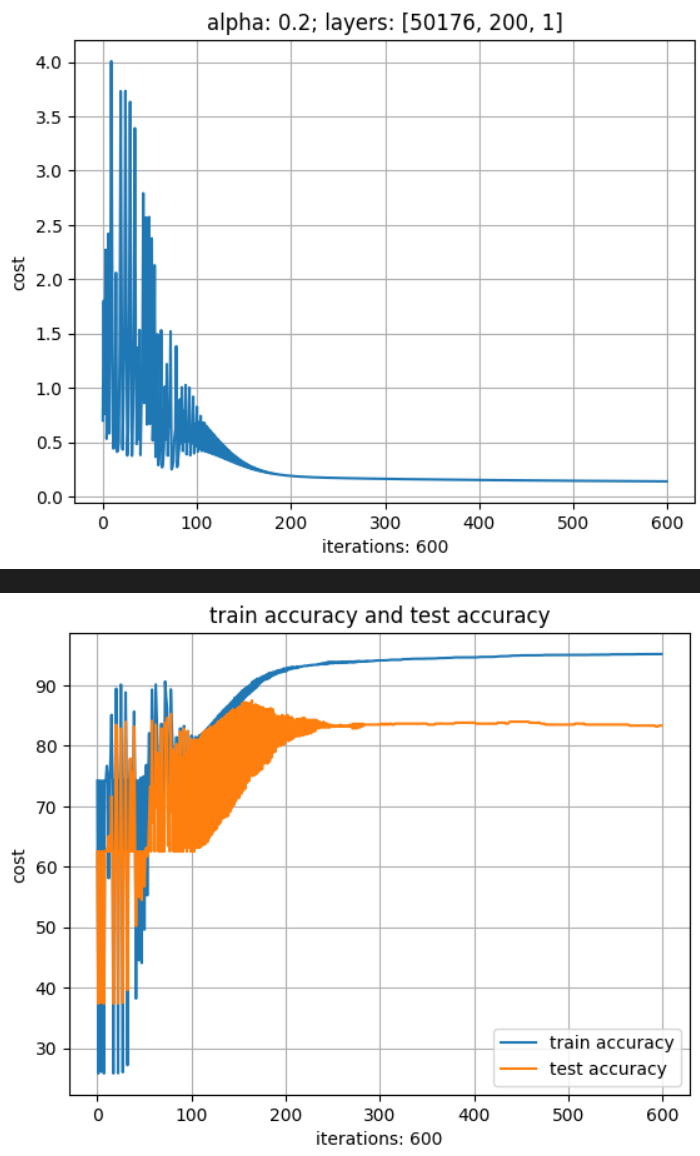 alpha: 0.2; layers: [50176, 200, 1]
4.0
3.5
3.0
2.5
2.0
1.5
1.0
0.5
0.0
cost
0 100 200 300 400 500 600
iterations: 600
train accuracy and test accuracy
90
80
70
60
50
40
30
cost
train accuracy
test accuracy
0 100 200 300 400 500 600
iterations: 600